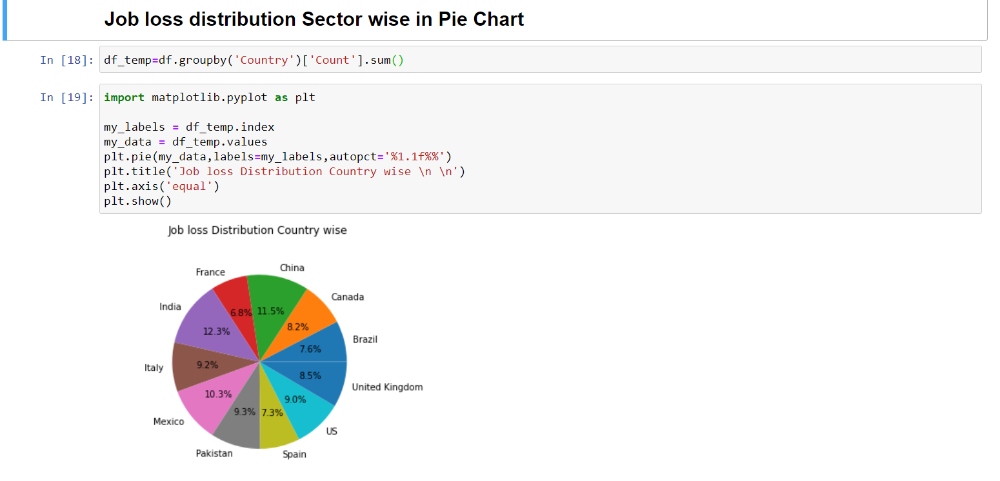 Job loss distribution Sector wise in Pie Chart
In [18]: df_temp=df.groupby('Country')['Count'].sum()
In [19]: import matplotlib.pyplot as plt
my_labels = df_temp.index
my_data = df_temp.values
plt.pie(my_data,labels=my_labels,autopct='%1.1f%%')
plt.title('Job loss Distribution Country wise \n \n')
plt.axis('equal')
plt.show()
Job loss Distribution Country wise
China
France
Canada
India
6.8%
11.5%
8.2%
12.3%
Brazil
7.6%
9.2%
Italy
8.5%
United Kingdom
10.3%
9.0%
9.3%
7.3%
Mexico
US
Pakistan
Spain